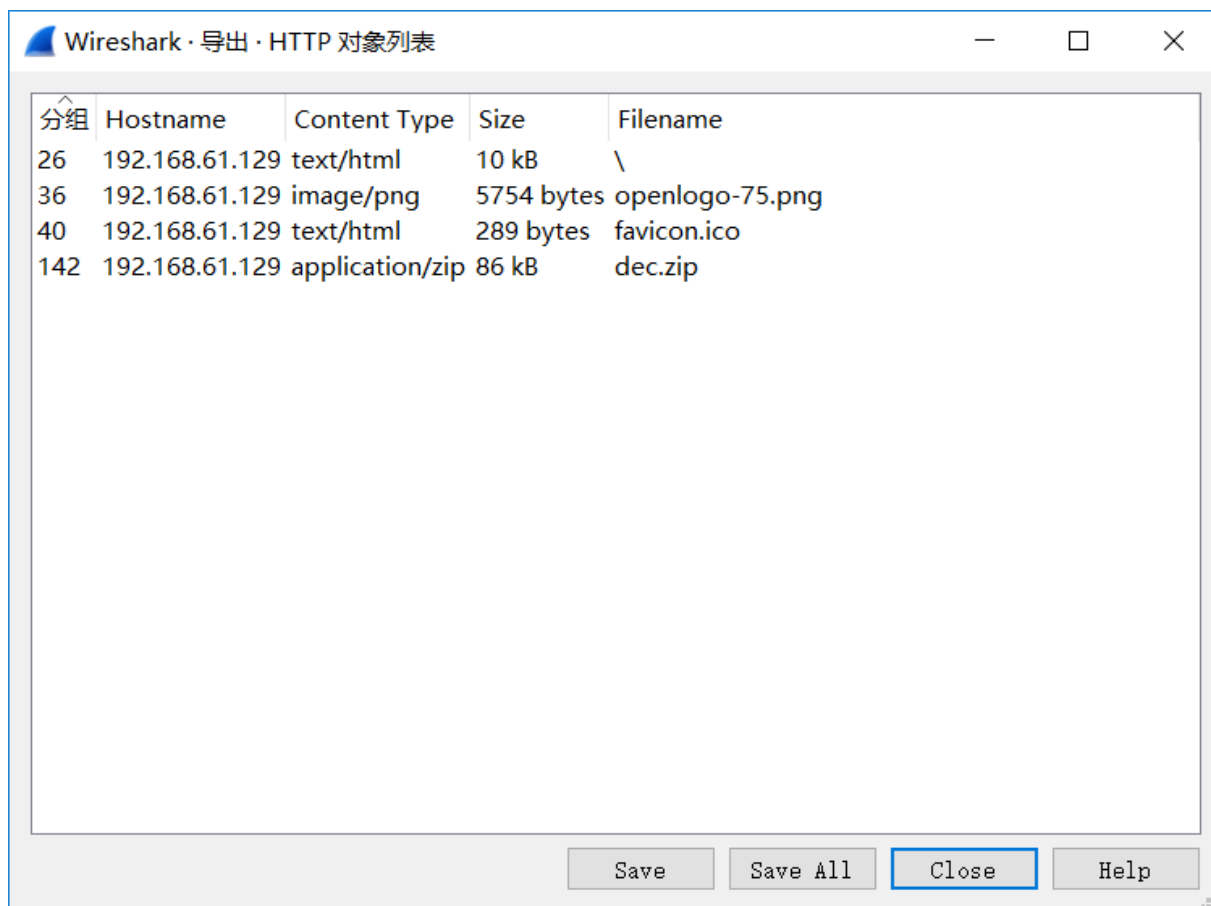 Wireshark · 导出 · HTTP 对象列表
分组 Hostname Content Type Size Filename
26 192.168.61.129 text/html 10 kB \
36 192.168.61.129 image/png 5754 bytes openlogo-75.png
40 192.168.61.129 text/html 289 bytes favicon.ico
142 192.168.61.129 application/zip 86 kB dec.zip
Save Save All Close Help